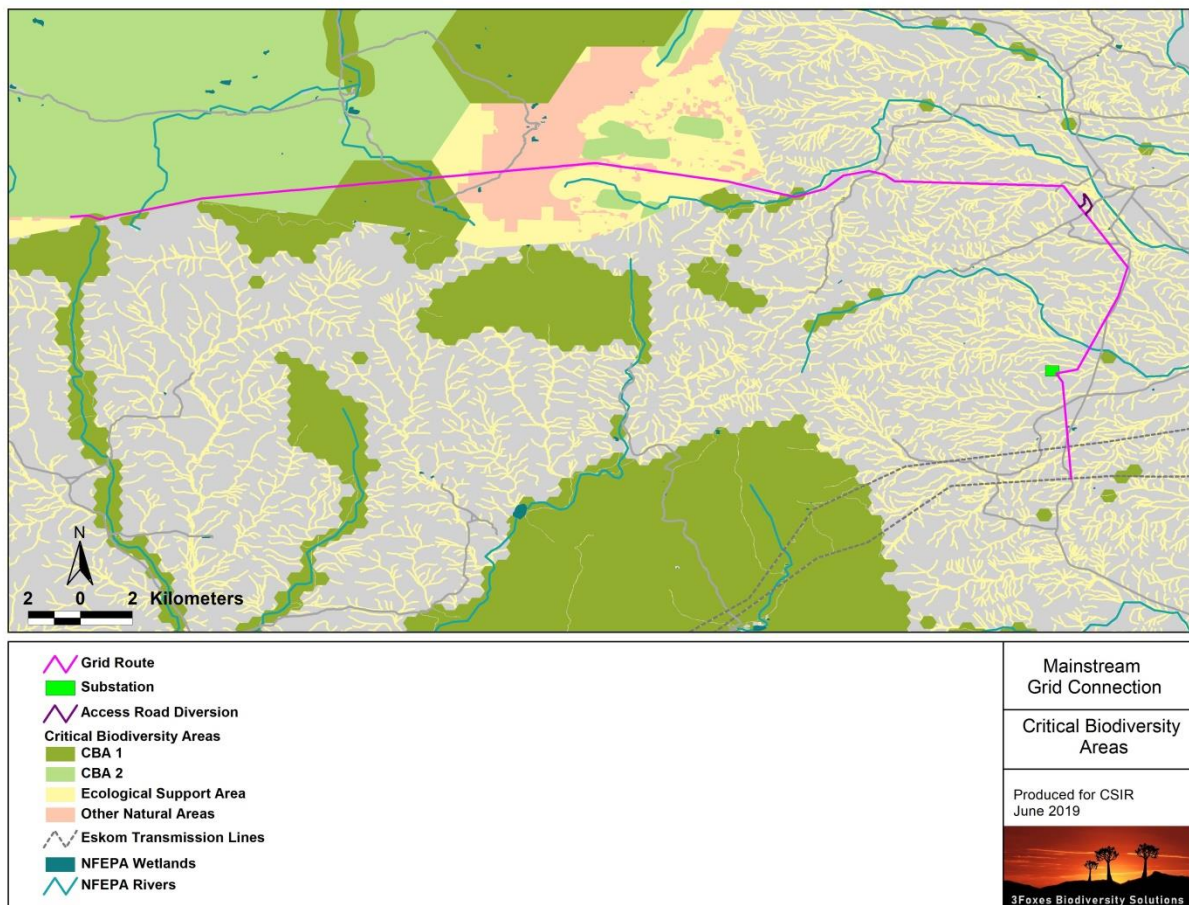 N
2 0 2 Kilometers
Grid Route
Substation
Access Road Diversion
Critical Biodiversity Areas
CBA 1
CBA 2
Ecological Support Area
Other Natural Areas
Eskom Transmission Lines
NFEPA Wetlands
NFEPA Rivers
Mainstream
Grid Connection
Critical Biodiversity
Areas
Produced for CSIR
June 2019
3Foxes Biodiversity Solutions